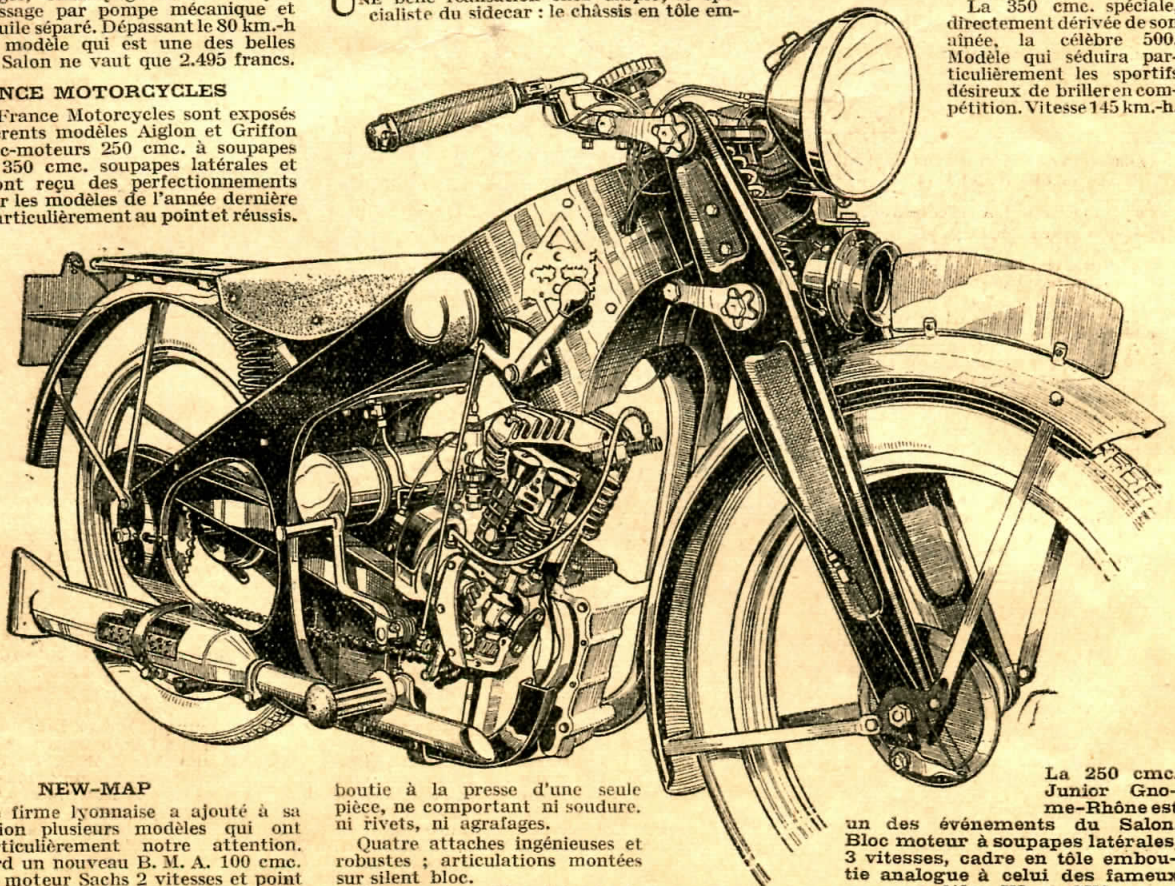 ssage par pompe mécanique et
uile séparé. Dépassant le 80 km.-h
modèle qui est une des belles
Salon ne vaut que 2.495 francs.
NCE MOTORCYCLES
France Motorcycles sont exposés
érents modèles Aiglon et Griffon
c-moteurs 250 cmc. à soupapes
350 cmc. soupapes latérales et
ont reçu des perfectionnements
r les modèles de l'année dernière
articulièrement au point et réussis.
cialiste du sidecar : le châssis en tôle em-
La 350 cmc. spéciale
directement dérivée de son
aînée, la célèbre 500.
Modèle qui séduira par-
ticulièrement les sportifs
désireux de briller en com-
pétition. Vitesse 145 km.-h
NEW-MAP
firme lyonnaise a ajouté à sa
ion plusieurs modèles qui ont
ticulièrement notre attention.
rd un nouveau B. M. A. 100 cmc.
moteur Sachs 2 vitesses et point
boutie à la presse d'une seule
pièce, ne comportant ni soudure.
ni rivets, ni agrafages.
Quatre attaches ingénieuses et
robustes ; articulations montées
sur silent bloc.
La 250 cmc.
Junior Gno-
me-Rhône est
un des événements du Salon
Bloc moteur à soupapes latérales
3 vitesses, cadre en tôle embou-
tie analogue à celui des fameux